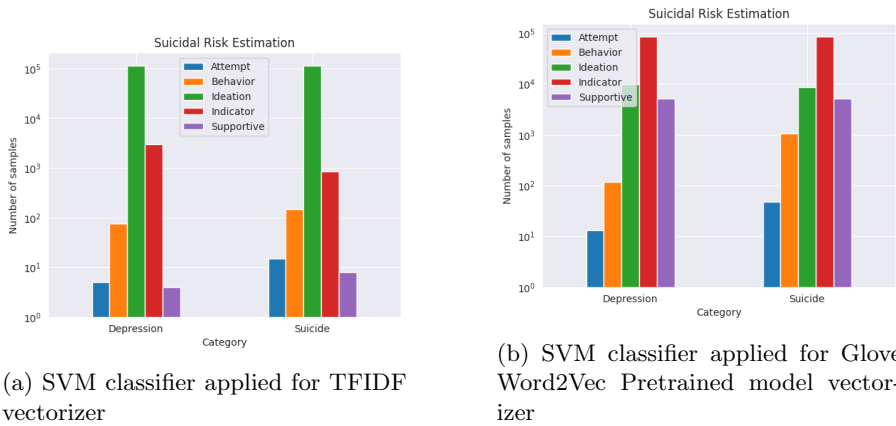 Suicidal Risk Estimation
Number of samples
10^5
10^4
10^3
10^2
10^1
10^0
Attempt
Behavior
Ideation
Indicator
Supportive
Depression
Suicide
Category
(a) SVM classifier applied for TFIDF
vectorizer
Suicidal Risk Estimation
Number of samples
10^5
10^4
10^3
10^2
10^1
10^0
Attempt
Behavior
Ideation
Indicator
Supportive
Depression
Suicide
Category
(b) SVM classifier applied for Glove
Word2Vec Pretrained model vector-
izer